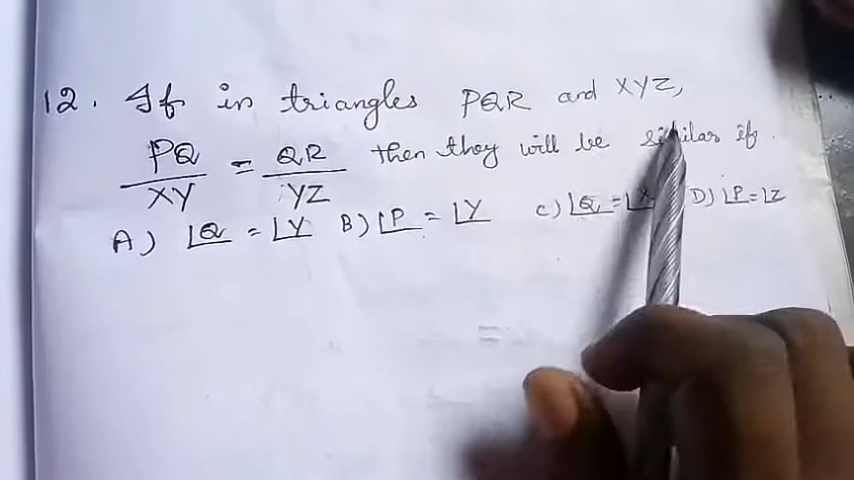 12. If in triangles PQR and XYZ,
PQ/XY = QR/YZ then they will be similar if.
A) ∠Q = ∠Y B) ∠P = ∠Y C) ∠Q = ∠X D) ∠P = ∠Z